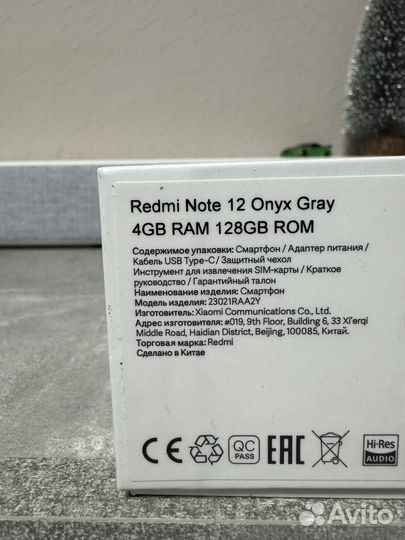 Redmi Note 12 Onyx Gray
4GB RAM 128GB ROM
Содержимое упаковки: Смартфон / Адаптер питания /
Кабель USB Type-C / Защитный чехол
Инструмент для извлечения SIM-карты / Краткое
руководство / Гарантийный талон
Наименование изделия: Смартфон
Модель изделия: 23021RAA2Y
Изготовитель: Xiaomi Communications Co., Ltd.
Адрес изготовителя: #019, 9th Floor, Building 6, 33 Xi'erqi
Middle Road, Haidian District, Beijing, 100085, Китай.
Торговая марка: Redmi
Сделано в Китае
CE
QC
PASS
EAC
Hi-Res
AUDIO
Avito